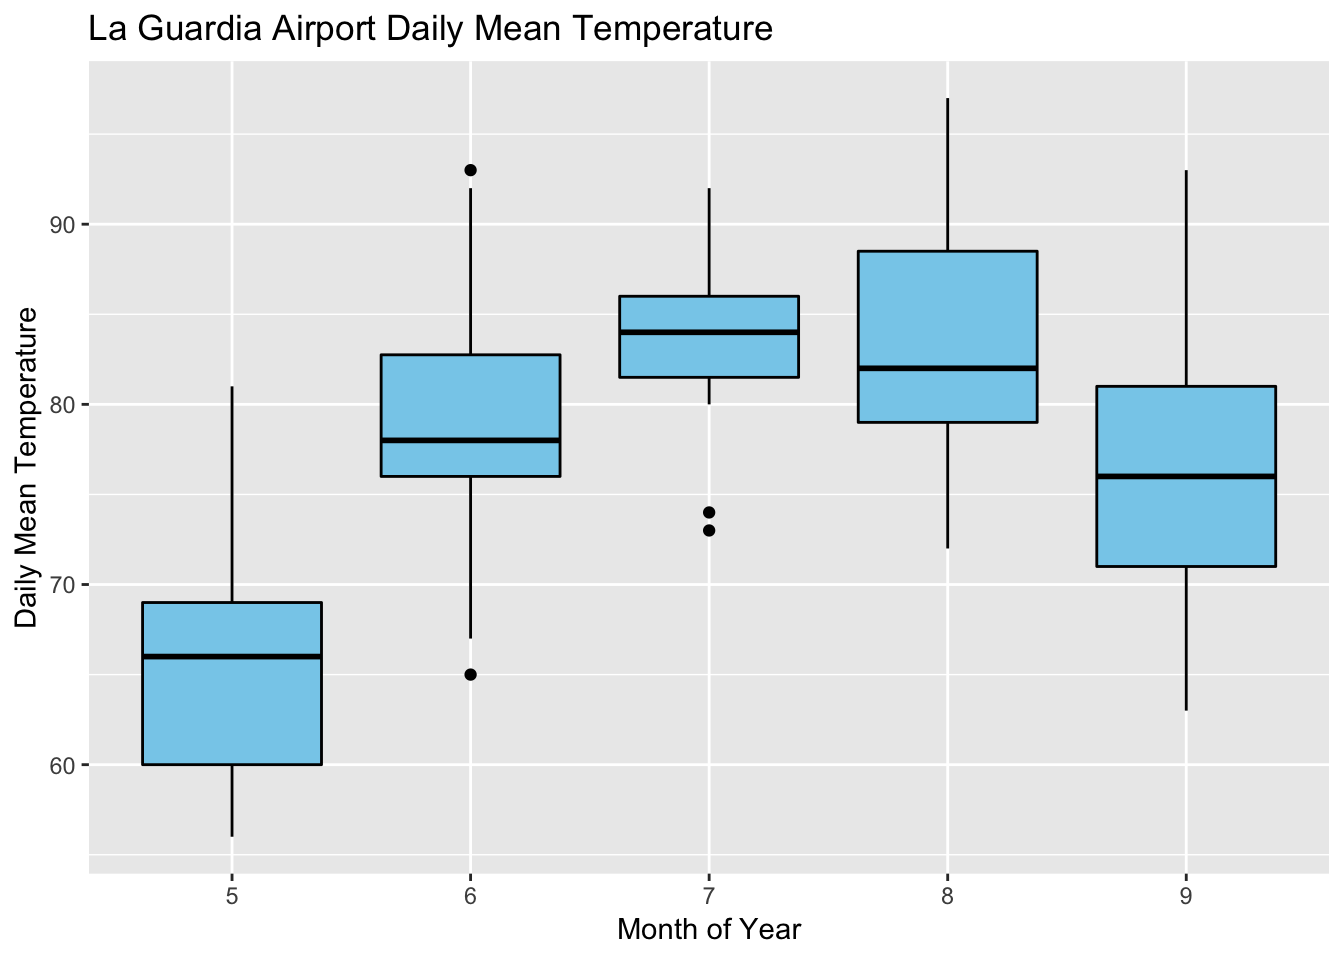 La Guardia Airport Daily Mean Temperature
Daily Mean Temperature
90
80
70
60
5 6 7 8 9
Month of Year